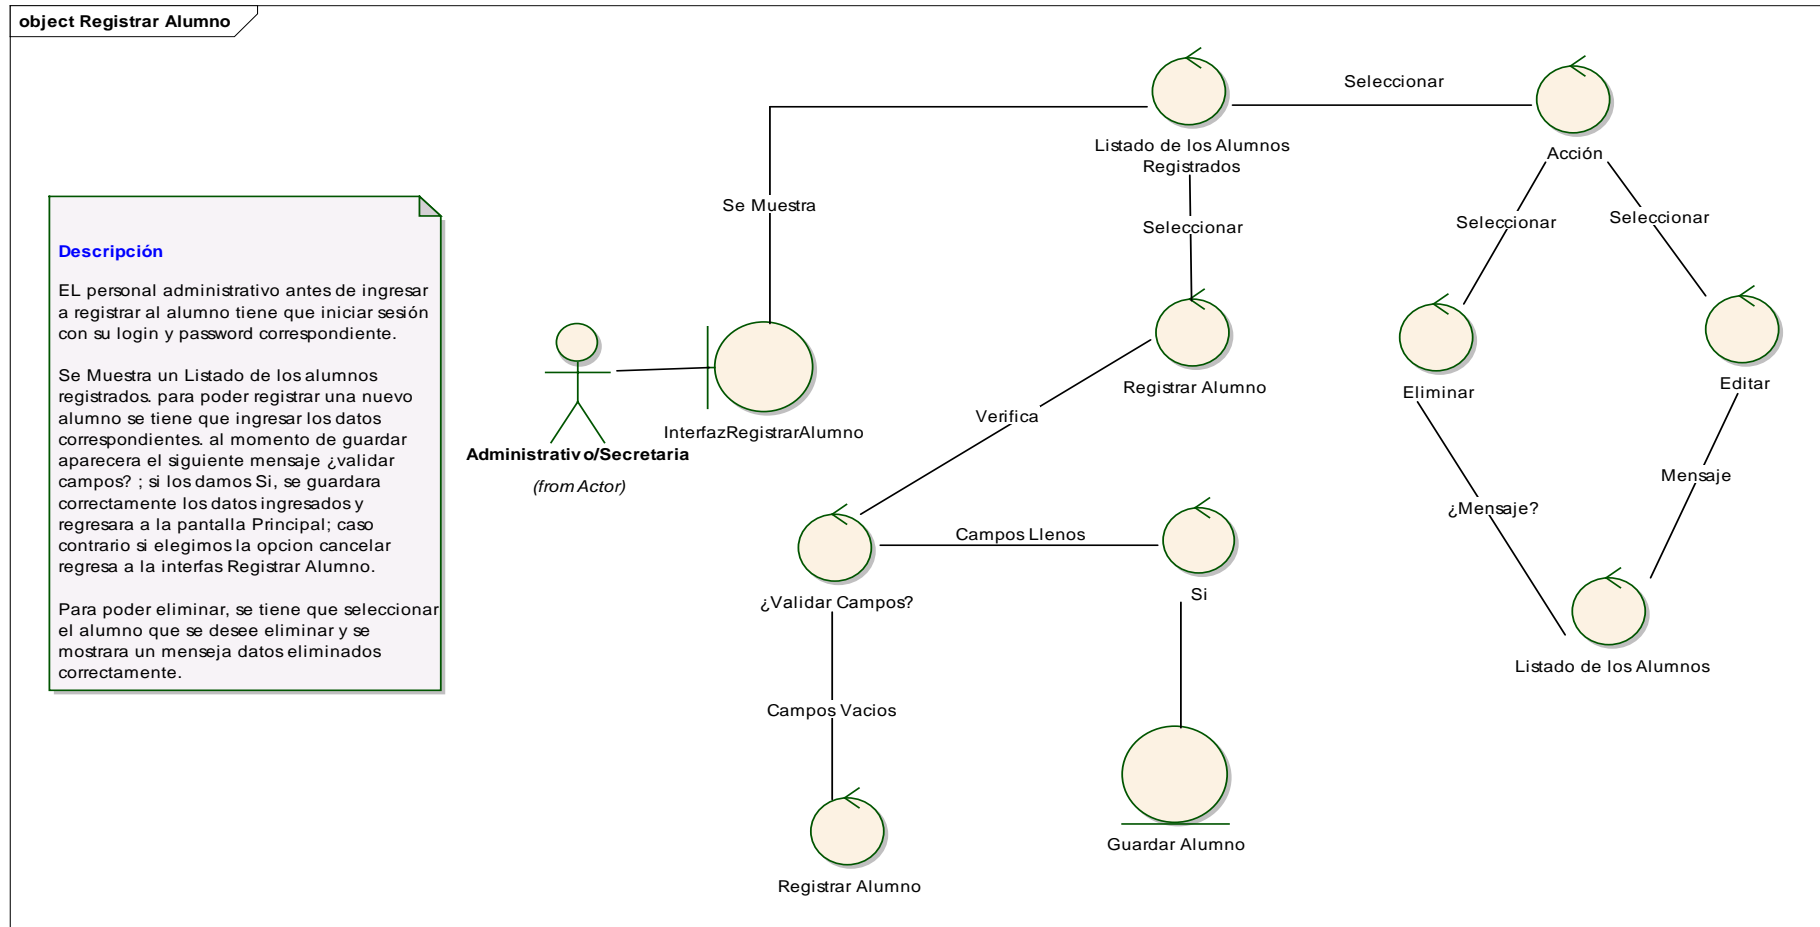 object Registrar Alumno
Seleccionar
Listado de los Alumnos
Registrados
Acción
Se Muestra
Seleccionar
Seleccionar
Seleccionar
Descripción
EL personal administrativo antes de ingresar
a registrar al alumno tiene que iniciar sesión
con su login y password correspondiente.
Se Muestra un Listado de los alumnos
registrados. para poder registrar una nuevo
alumno se tiene que ingresar los datos
correspondientes. al momento de guardar
aparecera el siguiente mensaje ¿validar
campos? ; si los damos Si, se guardara
correctamente los datos ingresados y
regresara a la pantalla Principal; caso
contrario si elegimos la opcion cancelar
regresa a la interfas Registrar Alumno.
Para poder eliminar, se tiene que seleccionar
el alumno que se desee eliminar y se
mostrara un menseja datos eliminados
correctamente.
Administrativo/Secretaria
(from Actor)
InterfazRegistrarAlumno
Registrar Alumno
Eliminar
Editar
Verifica
Mensaje
¿Mensaje?
Campos Llenos
¿Validar Campos?
Si
Listado de los Alumnos
Campos Vacios
Guardar Alumno
Registrar Alumno